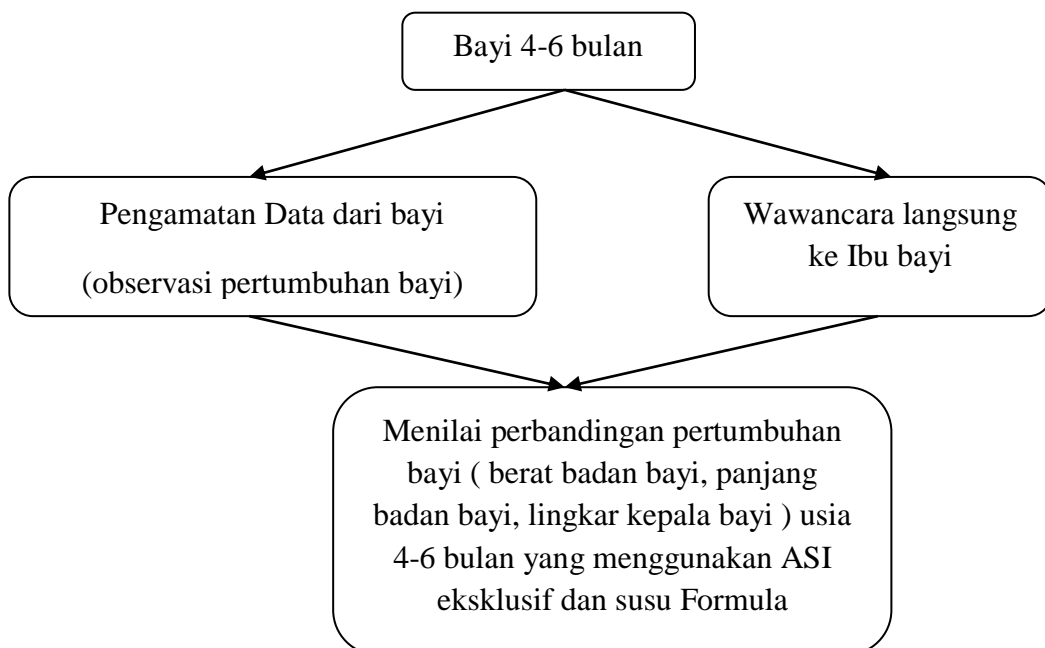 Bayi 4-6 bulan
Pengamatan Data dari bayi
(observasi pertumbuhan bayi)
Wawancara langsung
ke Ibu bayi
Menilai perbandingan pertumbuhan
bayi ( berat badan bayi, panjang
badan bayi, lingkar kepala bayi ) usia
4-6 bulan yang menggunakan ASI
eksklusif dan susu Formula